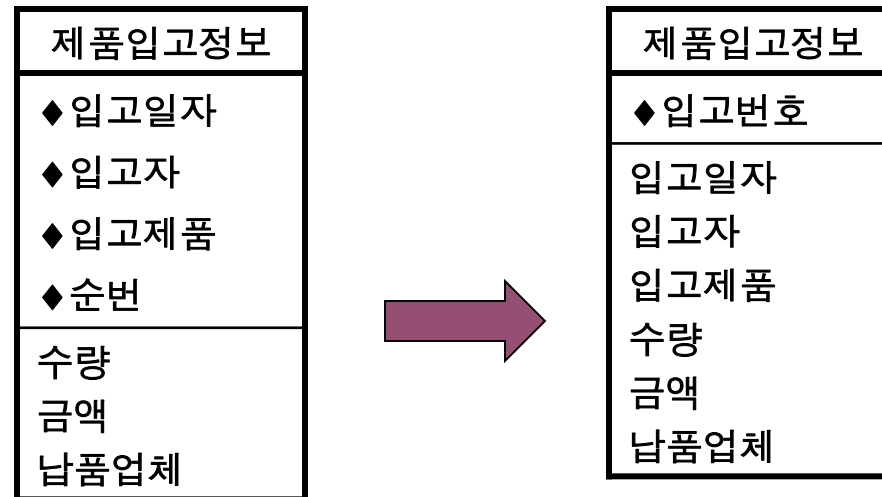 제품입고정보
♦입고일자
♦입고자
♦입고제품
♦순번
수량
금액
납품업체
제품입고정보
♦입고번호
입고일자
입고자
입고제품
수량
금액
납품업체